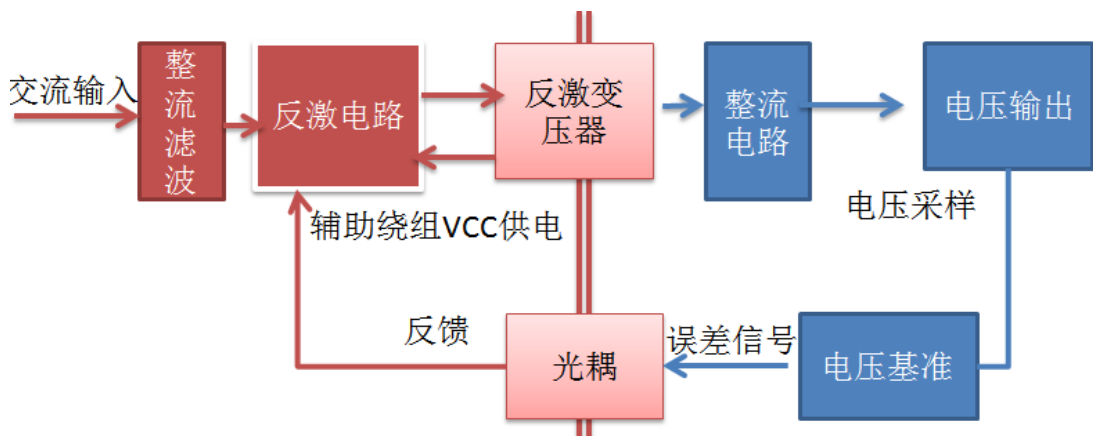 交流输入
整
流
滤
波
反激电路
反激变
压器
整流
电路
电压输出
电压采样
辅助绕组VCC供电
反馈
光耦
误差信号
电压基准